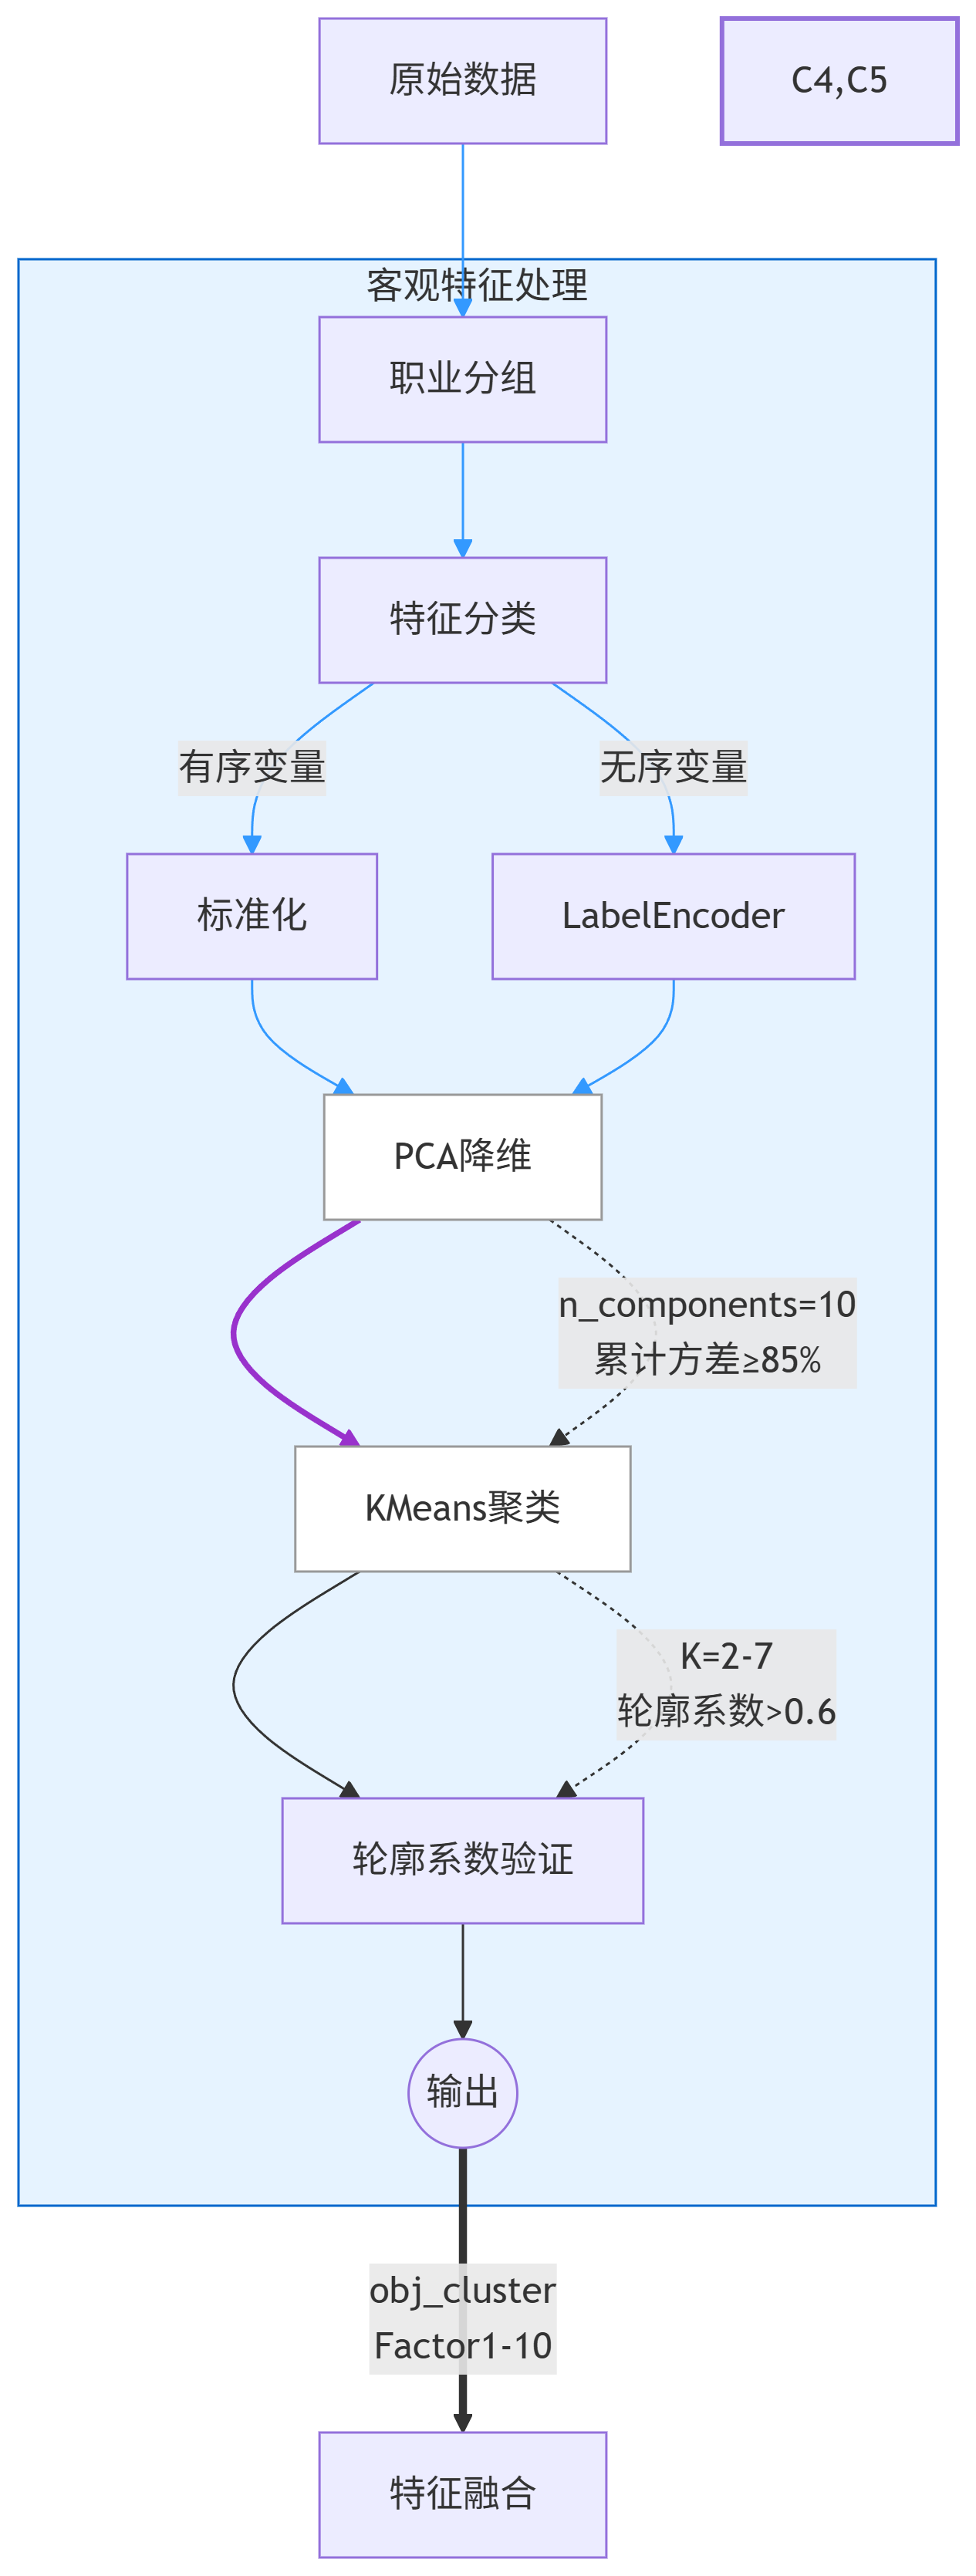 原始数据
C4,C5
客观特征处理
职业分组
特征分类
有序变量
无序变量
标准化
LabelEncoder
PCA降维
n_components=10
累计方差≥85%
KMeans聚类
K=2-7
轮廓系数>0.6
轮廓系数验证
输出
obj_cluster
Factor1-10
特征融合